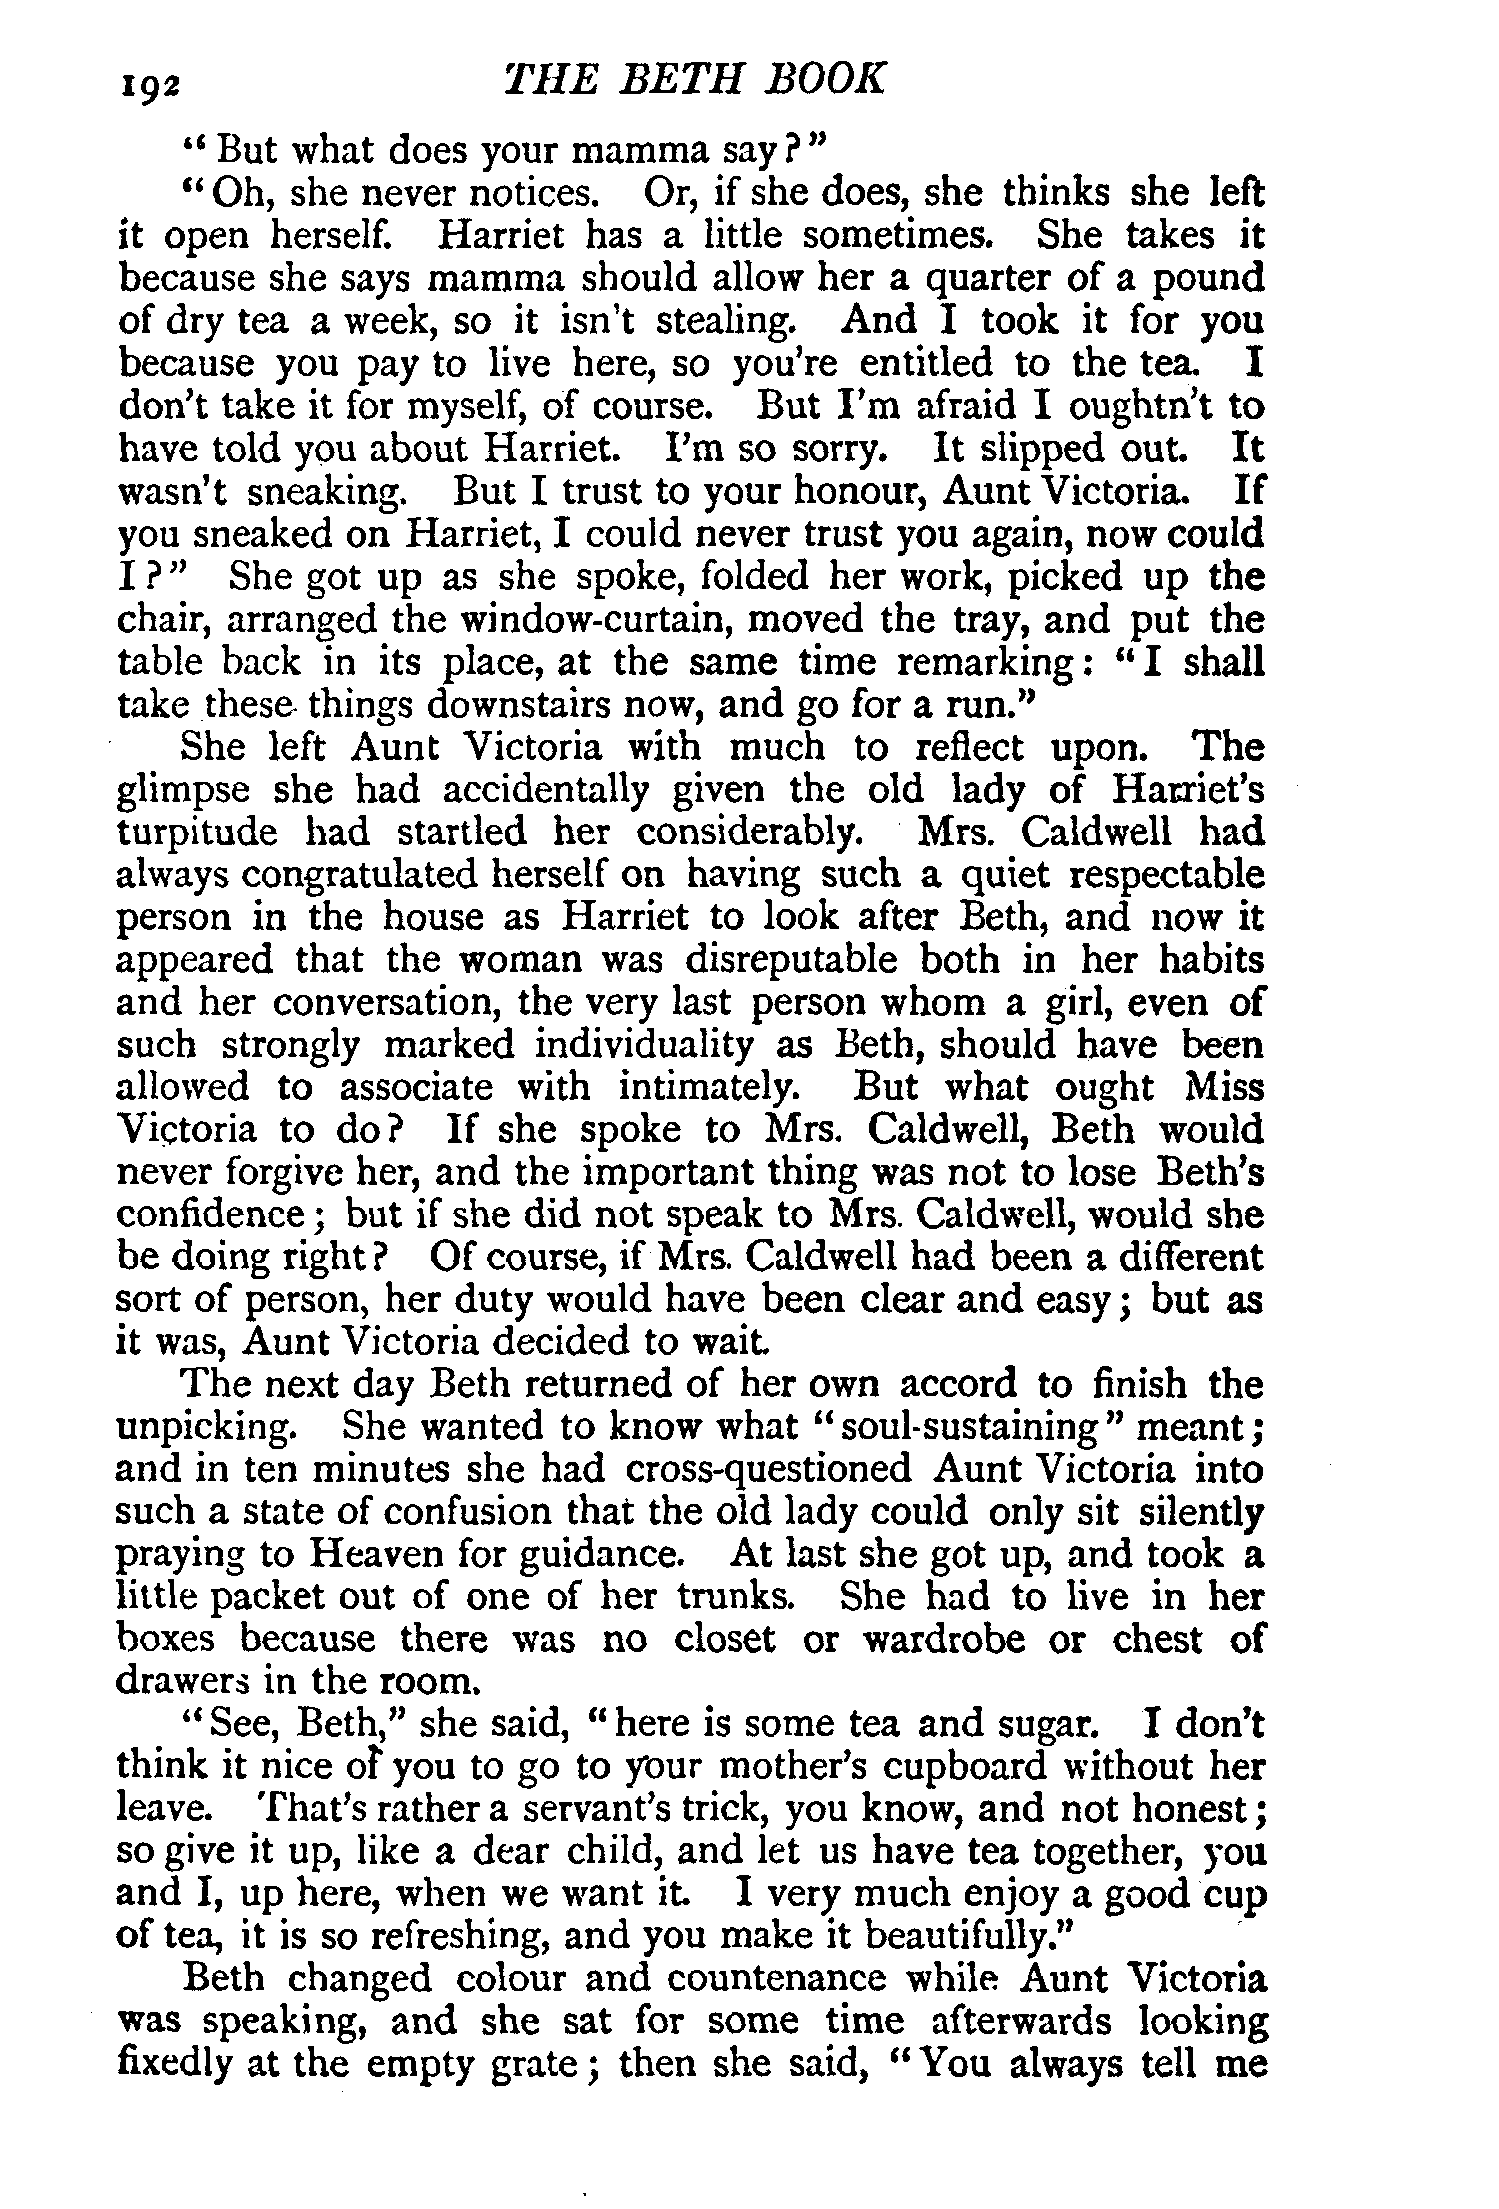 192 THE BETH BOOK
"But what does your mamma say?"
"Oh, she never notices. Or, if she does, she thinks she left
it open herself. Harriet has a little sometimes. She takes it
because she says mamma should allow her a quarter of a pound
of dry tea a week, so it isn't stealing. And I took it for you
because you pay to live here, so you're entitled to the tea. I
don't take it for myself, of course. But I'm afraid I oughtn't to
have told you about Harriet. I'm so sorry. It slipped out. It
wasn't sneaking. But I trust to your honour, Aunt Victoria. If
you sneaked on Harriet, I could never trust you again, now could
I?" She got up as she spoke, folded her work, picked up the
chair, arranged the window-curtain, moved the tray, and put the
table back in its place, at the same time remarking: "I shall
take these things downstairs now, and go for a run."
She left Aunt Victoria with much to reflect upon. The
glimpse she had accidentally given the old lady of Harriet's
turpitude had startled her considerably. Mrs. Caldwell had
always congratulated herself on having such a quiet respectable
person in the house as Harriet to look after Beth, and now it
appeared that the woman was disreputable both in her habits
and her conversation, the very last person whom a girl, even of
such strongly marked individuality as Beth, should have been
allowed to associate with intimately. But what ought Miss
Victoria to do? If she spoke to Mrs. Caldwell, Beth would
never forgive her, and the important thing was not to lose Beth's
confidence; but if she did not speak to Mrs. Caldwell, would she
be doing right? Of course, if Mrs. Caldwell had been a different
sort of person, her duty would have been clear and easy; but as
it was, Aunt Victoria decided to wait.
The next day Beth returned of her own accord to finish the
unpicking. She wanted to know what "soul-sustaining" meant;
and in ten minutes she had cross-questioned Aunt Victoria into
such a state of confusion that the old lady could only sit silently
praying to Heaven for guidance. At last she got up, and took a
little packet out of one of her trunks. She had to live in her
boxes because there was no closet or wardrobe or chest of
drawers in the room.
"See, Beth," she said, "here is some tea and sugar. I don't
think it nice of you to go to your mother's cupboard without her
leave. That's rather a servant's trick, you know, and not honest;
so give it up, like a dear child, and let us have tea together, you
and I, up here, when we want it. I very much enjoy a good cup
of tea, it is so refreshing, and you make it beautifully."
Beth changed colour and countenance while Aunt Victoria
was speaking, and she sat for some time afterwards looking
fixedly at the empty grate; then she said, "You always tell me